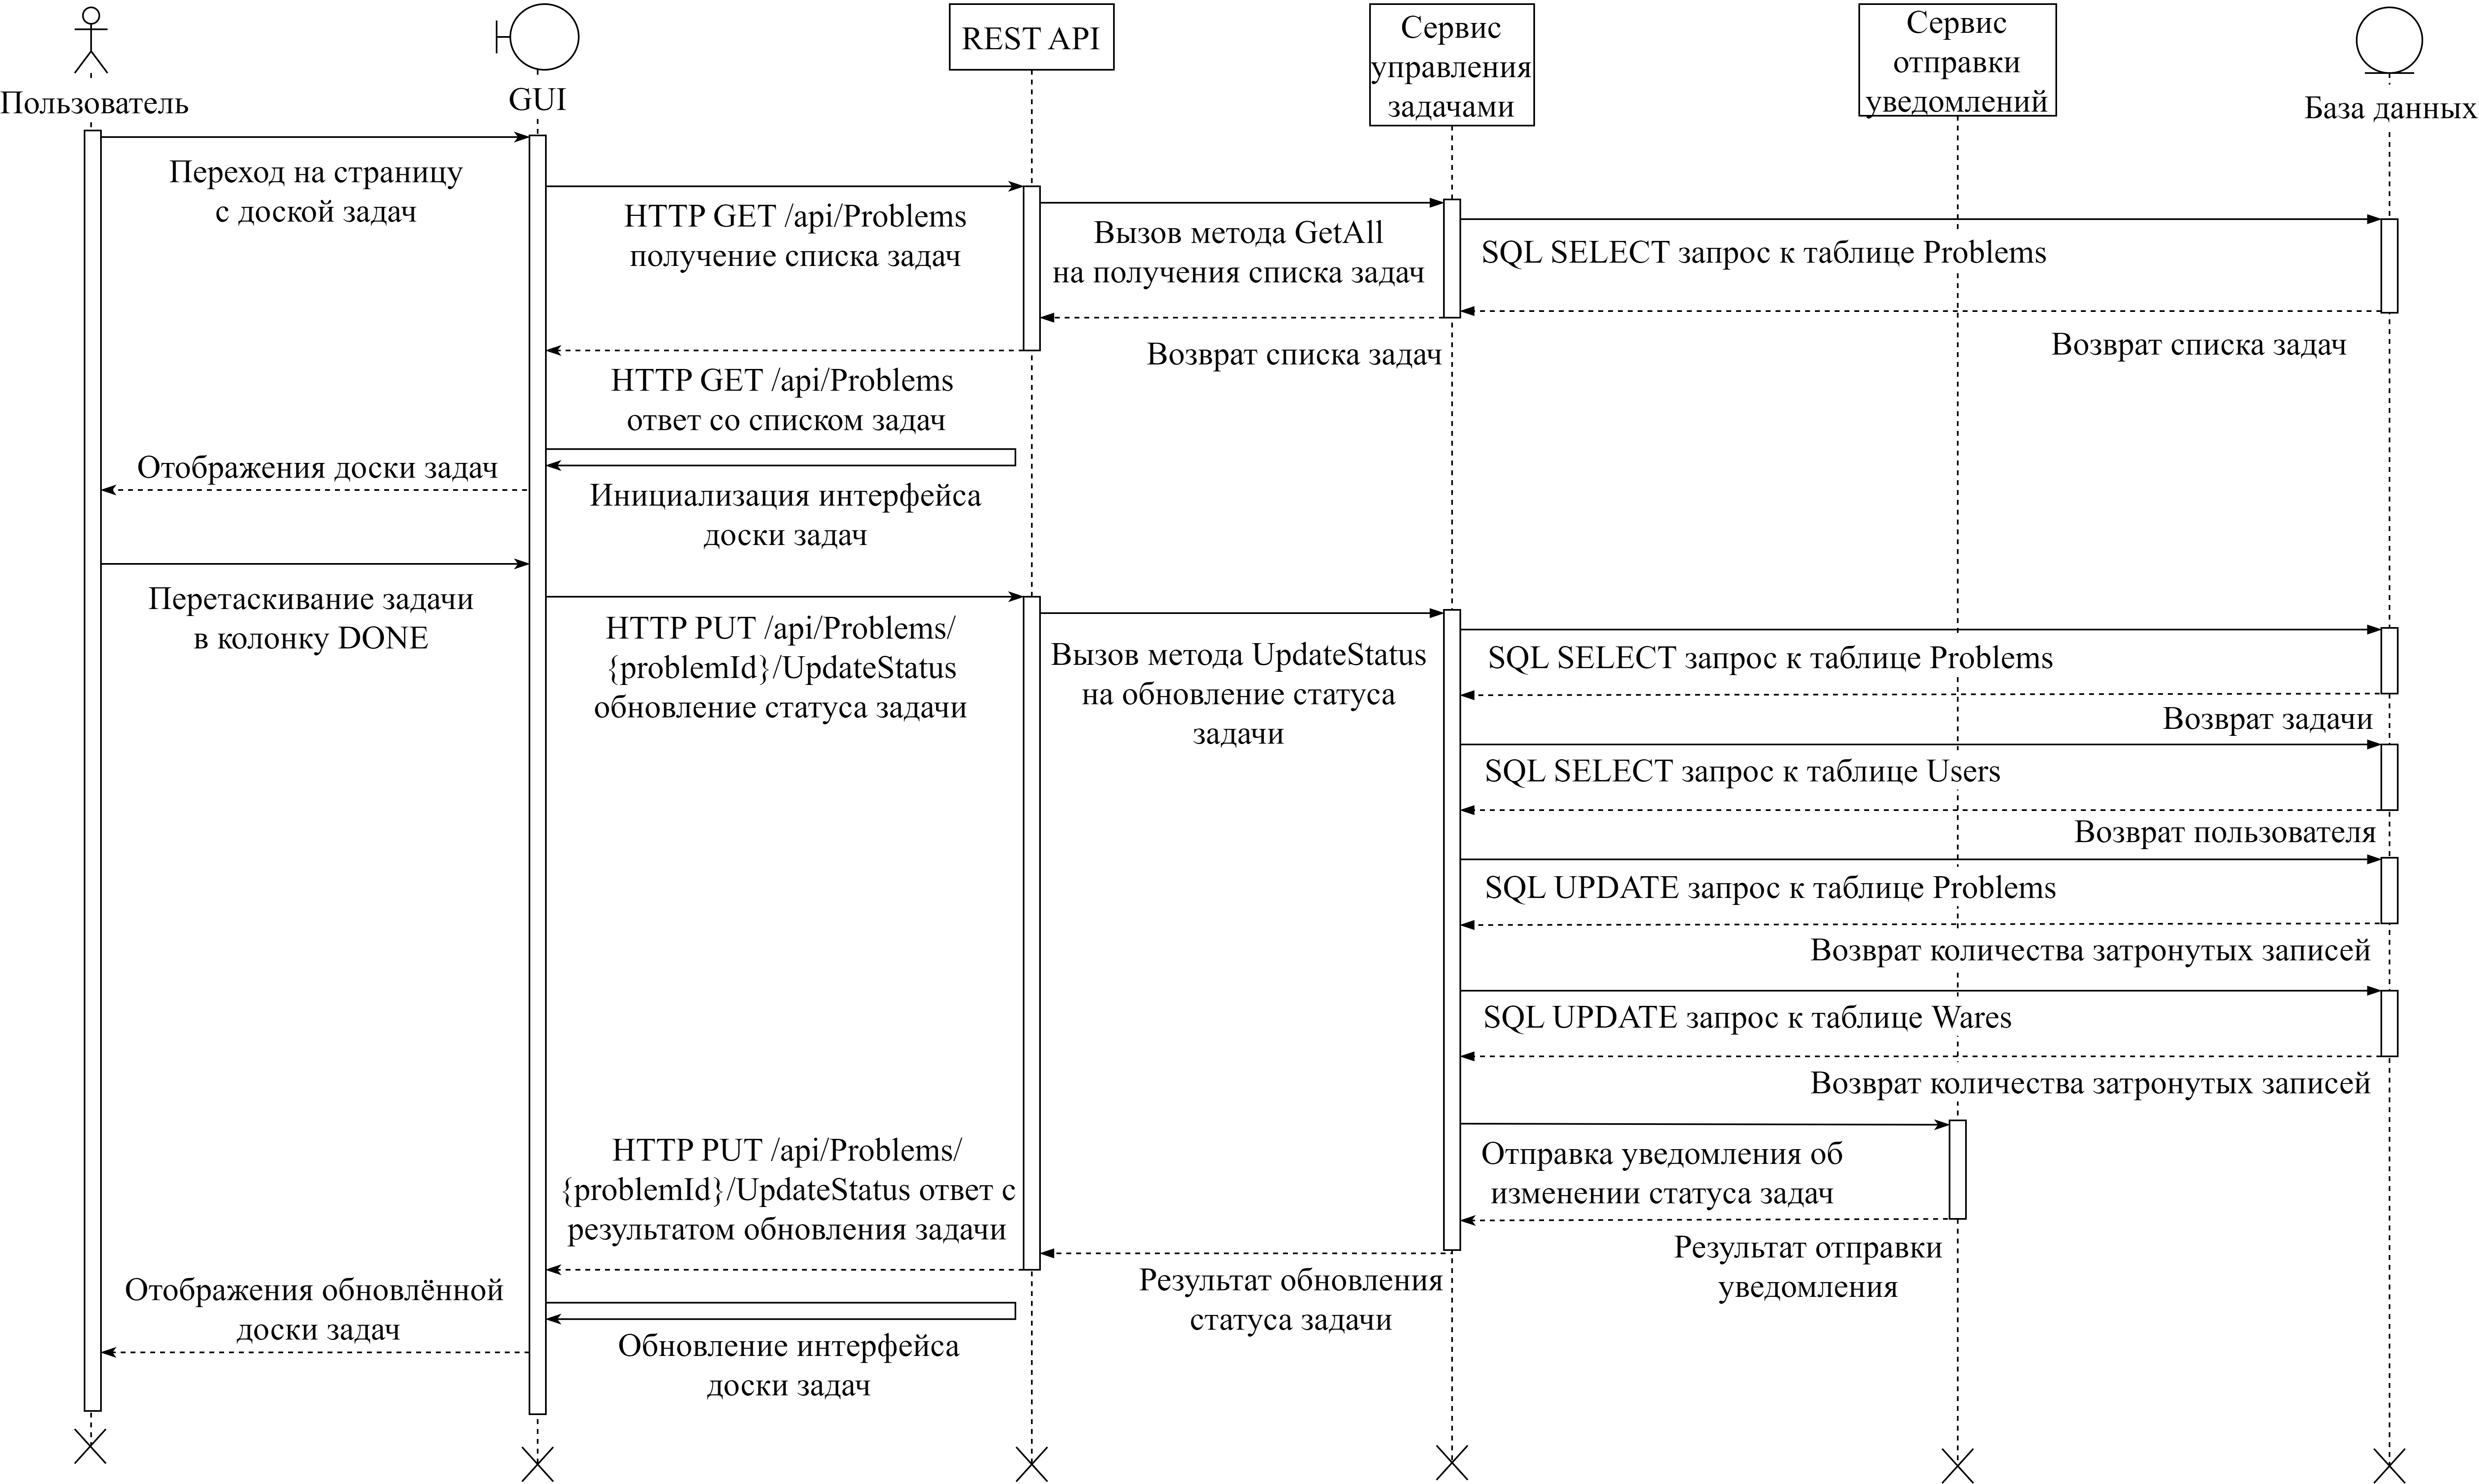 Пользователь
GUI
REST API
Сервис
управления
задачами
Сервис
отправки
уведомлений
База данных
Переход на страницу
с доской задач
HTTP GET /api/Problems
получение списка задач
Вызов метода GetAll
на получения списка задач
SQL SELECT запрос к таблице Problems
Возврат списка задач
Возврат списка задач
HTTP GET /api/Problems
ответ со списком задач
Отображения доски задач
Инициализация интерфейса
доски задач
Перетаскивание задачи
в колонку DONE
HTTP PUT /api/Problems/
{problemId}/UpdateStatus
обновление статуса задачи
Вызов метода UpdateStatus
на обновление статуса
задачи
SQL SELECT запрос к таблице Problems
Возврат задачи
SQL SELECT запрос к таблице Users
Возврат пользователя
SQL UPDATE запрос к таблице Problems
Возврат количества затронутых записей
SQL UPDATE запрос к таблице Wares
Возврат количества затронутых записей
Отправка уведомления об
изменении статуса задач
Результат отправки
уведомления
HTTP PUT /api/Problems/
{problemId}/UpdateStatus ответ с
результатом обновления задачи
Результат обновления
статуса задачи
Отображения обновлённой
доски задач
Обновление интерфейса
доски задач